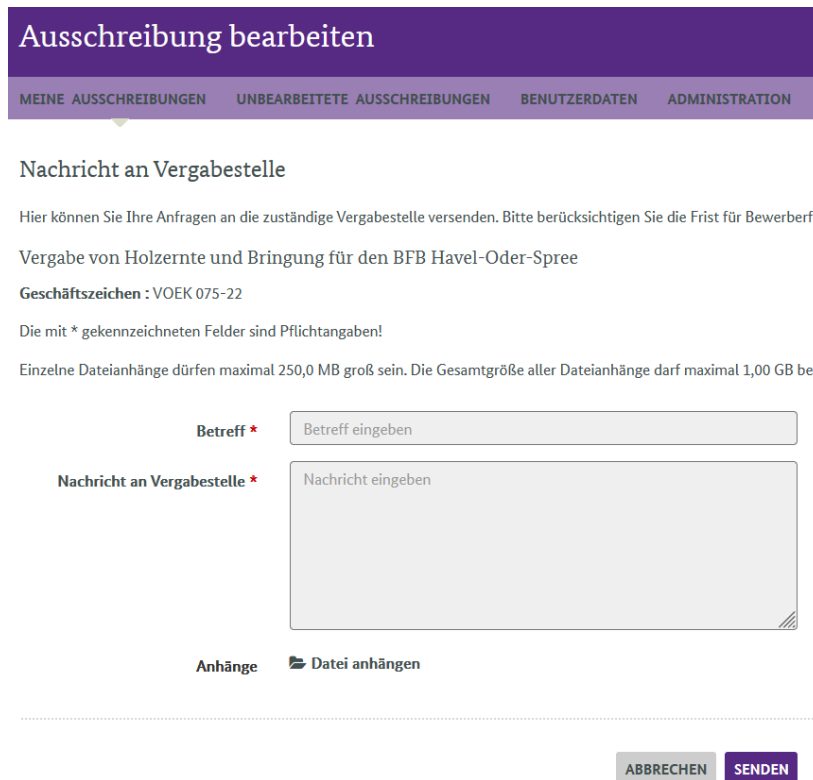 Ausschreibung bearbeiten
MEINE AUSSCHREIBUNGEN UNBEARBEITETE AUSSCHREIBUNGEN BENUTZERDATEN ADMINISTRATION
Nachricht an Vergabestelle
Hier können Sie Ihre Anfragen an die zuständige Vergabestelle versenden. Bitte berücksichtigen Sie die Frist für Bewerberf
Vergabe von Holzernte und Bringung für den BFB Havel-Oder-Spree
Geschäftszeichen : VOEK 075-22
Die mit * gekennzeichneten Felder sind Pflichtangaben!
Einzelne Dateianhänge dürfen maximal 250,0 MB groß sein. Die Gesamtgröße aller Dateianhänge darf maximal 1,00 GB be
Betreff * Betreff eingeben
Nachricht an Vergabestelle * Nachricht eingeben
Anhänge Datei anhängen
ABBRECHEN SENDEN